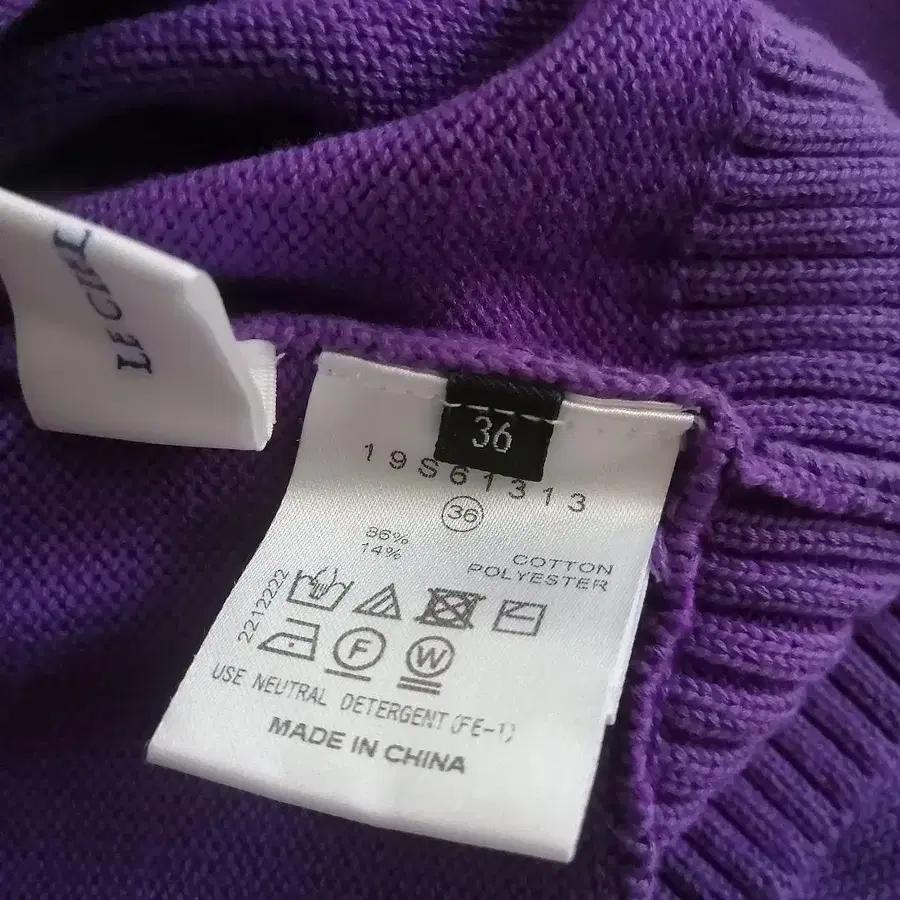 LE CIEL
36
19S61313
36
86% COTTON
14% POLYESTER
2212222
F W
USE NEUTRAL DETERGENT(FE-1)
MADE IN CHINA